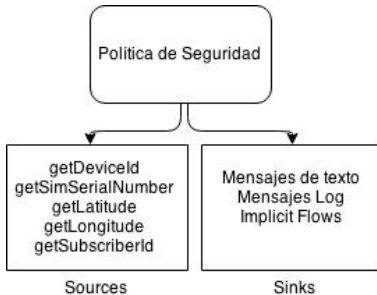 Politica de Seguridad
getDeviceId
getSimSerialNumber
getLatitude
getLongitude
getSubscriberId
Mensajes de texto
Mensajes Log
Implicit Flows
Sources
Sinks